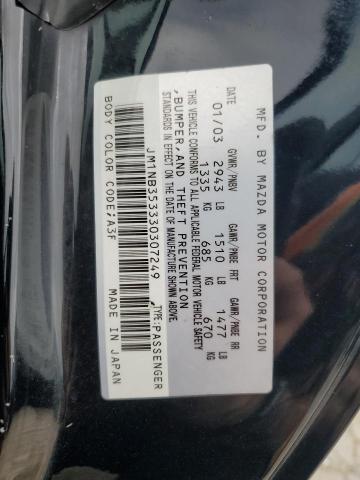 MFD. BY MAZDA MOTOR CORPORATION
DATE GVWR/PNBV GAWR/PNBE FRT GAWR/PNBE RR
01/03 2943 LB 1510 LB 1477 LB
1335 KG 685 KG 670 KG
THIS VEHICLE CONFORMS TO ALL APPLICABLE FEDERAL MOTOR VEHICLE SAFETY
,BUMPER,AND THEFT PREVENTION
STANDARDS IN EFFECT ON THE DATE OF MANUFACTURE SHOWN ABOVE.
JM1NB353330307249 TYPE:PASSENGER
BODY COLOR CODE;A3F MADE IN JAPAN